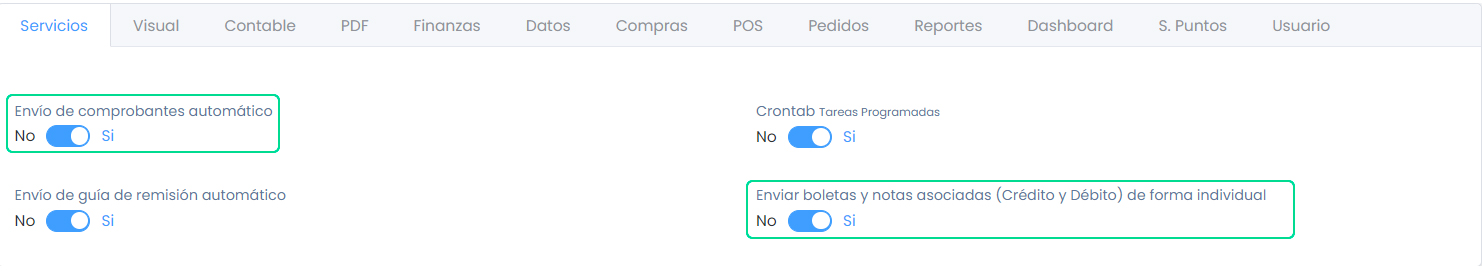 Servicios Visual Contable PDF Finanzas Datos Compras POS Pedidos Reportes Dashboard S. Puntos Usuario
Envío de comprobantes automático
No Si
Crontab Tareas Programadas
No Si
Envío de guía de remisión automático
No Si
Enviar boletas y notas asociadas (Crédito y Débito) de forma individual
No Si